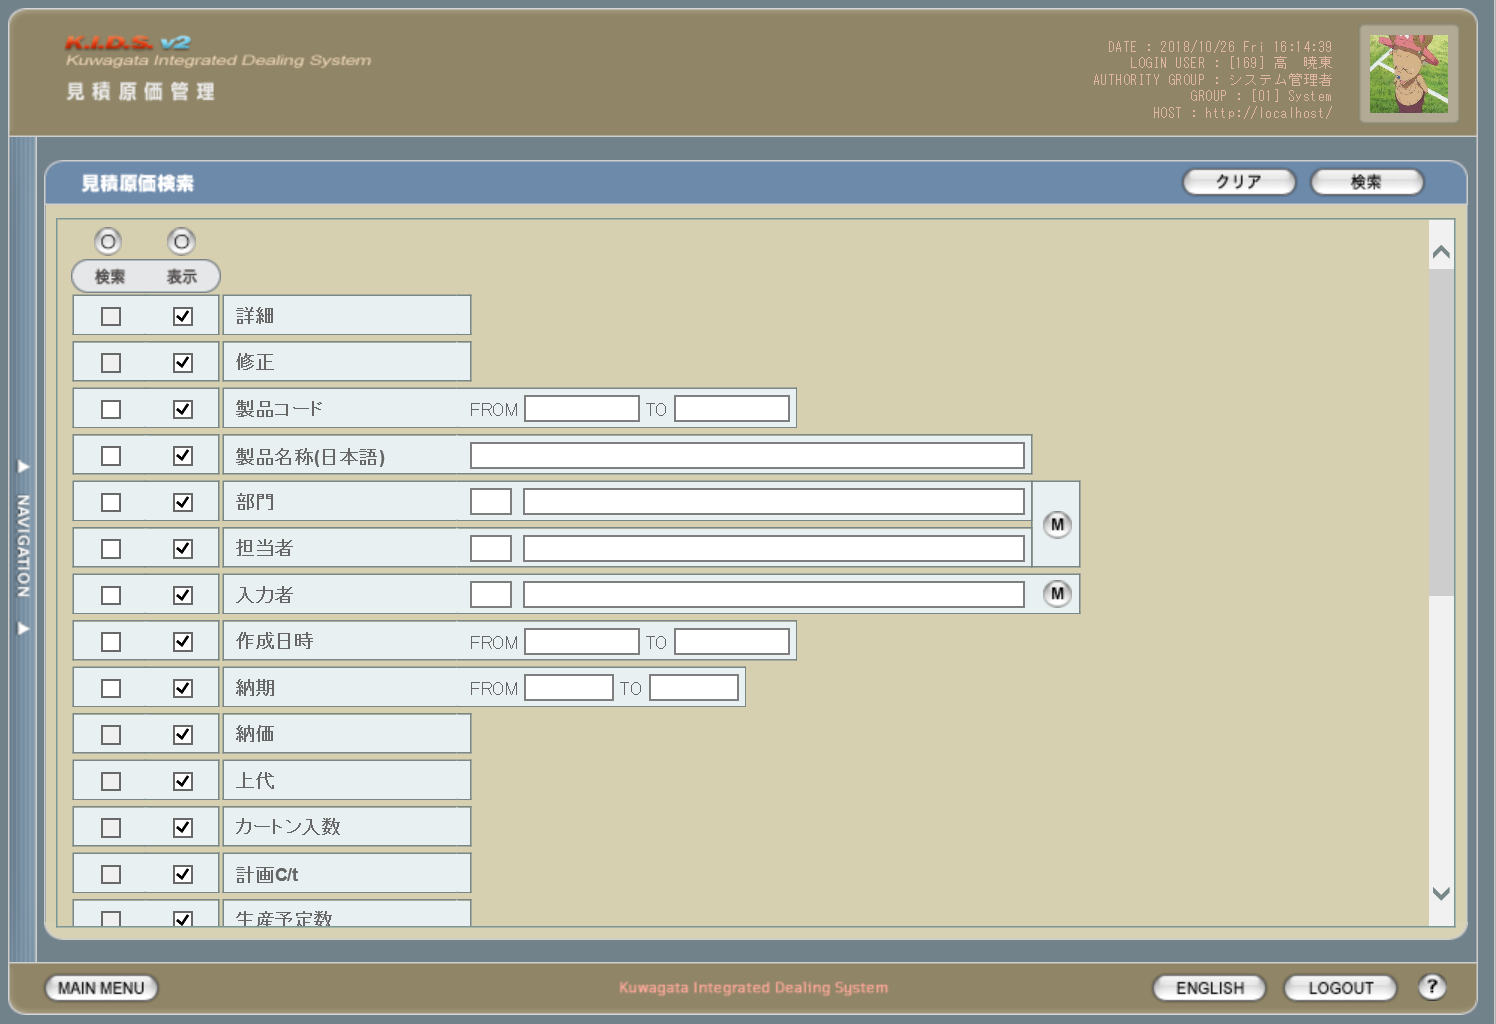 K.I.D.S. v2
Kuwagata Integrated Dealing System
見積原価管理
DATE : 2018/10/26 Fri 16:14:39
LOGIN USER : [169] 高　暁東
AUTHORITY GROUP : システム管理者
GROUP : [01] System
HOST : http://localhost/
見積原価検索
クリア
検索
検索 表示
詳細
修正
製品コード FROM TO
製品名称(日本語)
部門
M
担当者
入力者 M
作成日時 FROM TO
納期 FROM TO
納価
上代
カートン入数
計画C/t
生産予定数
NAVIGATION
MAIN MENU
Kuwagata Integrated Dealing System
ENGLISH
LOGOUT
?